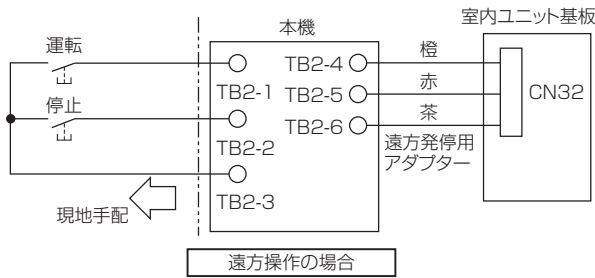 室内ユニット基板
本機
運転
停止
TB2-1
TB2-2
TB2-3
TB2-4
TB2-5
TB2-6
橙
赤
茶
CN32
遠方発停用
アダプター
現地手配
遠方操作の場合